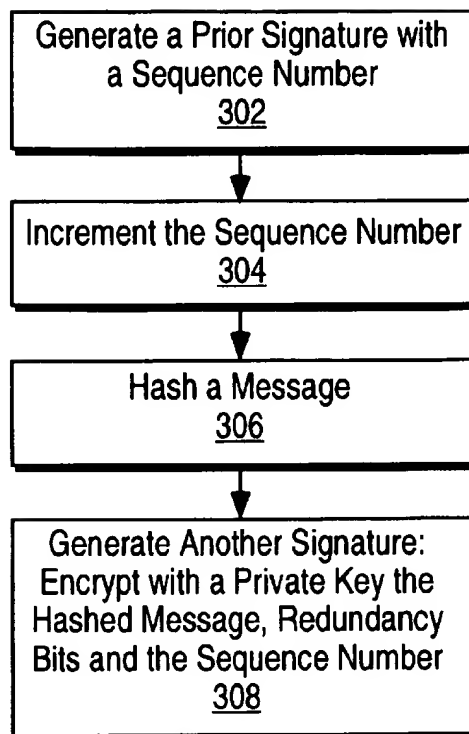 Generate a Prior Signature with
a Sequence Number
302
Increment the Sequence Number
304
Hash a Message
306
Generate Another Signature:
Encrypt with a Private Key the
Hashed Message, Redundancy
Bits and the Sequence Number
308